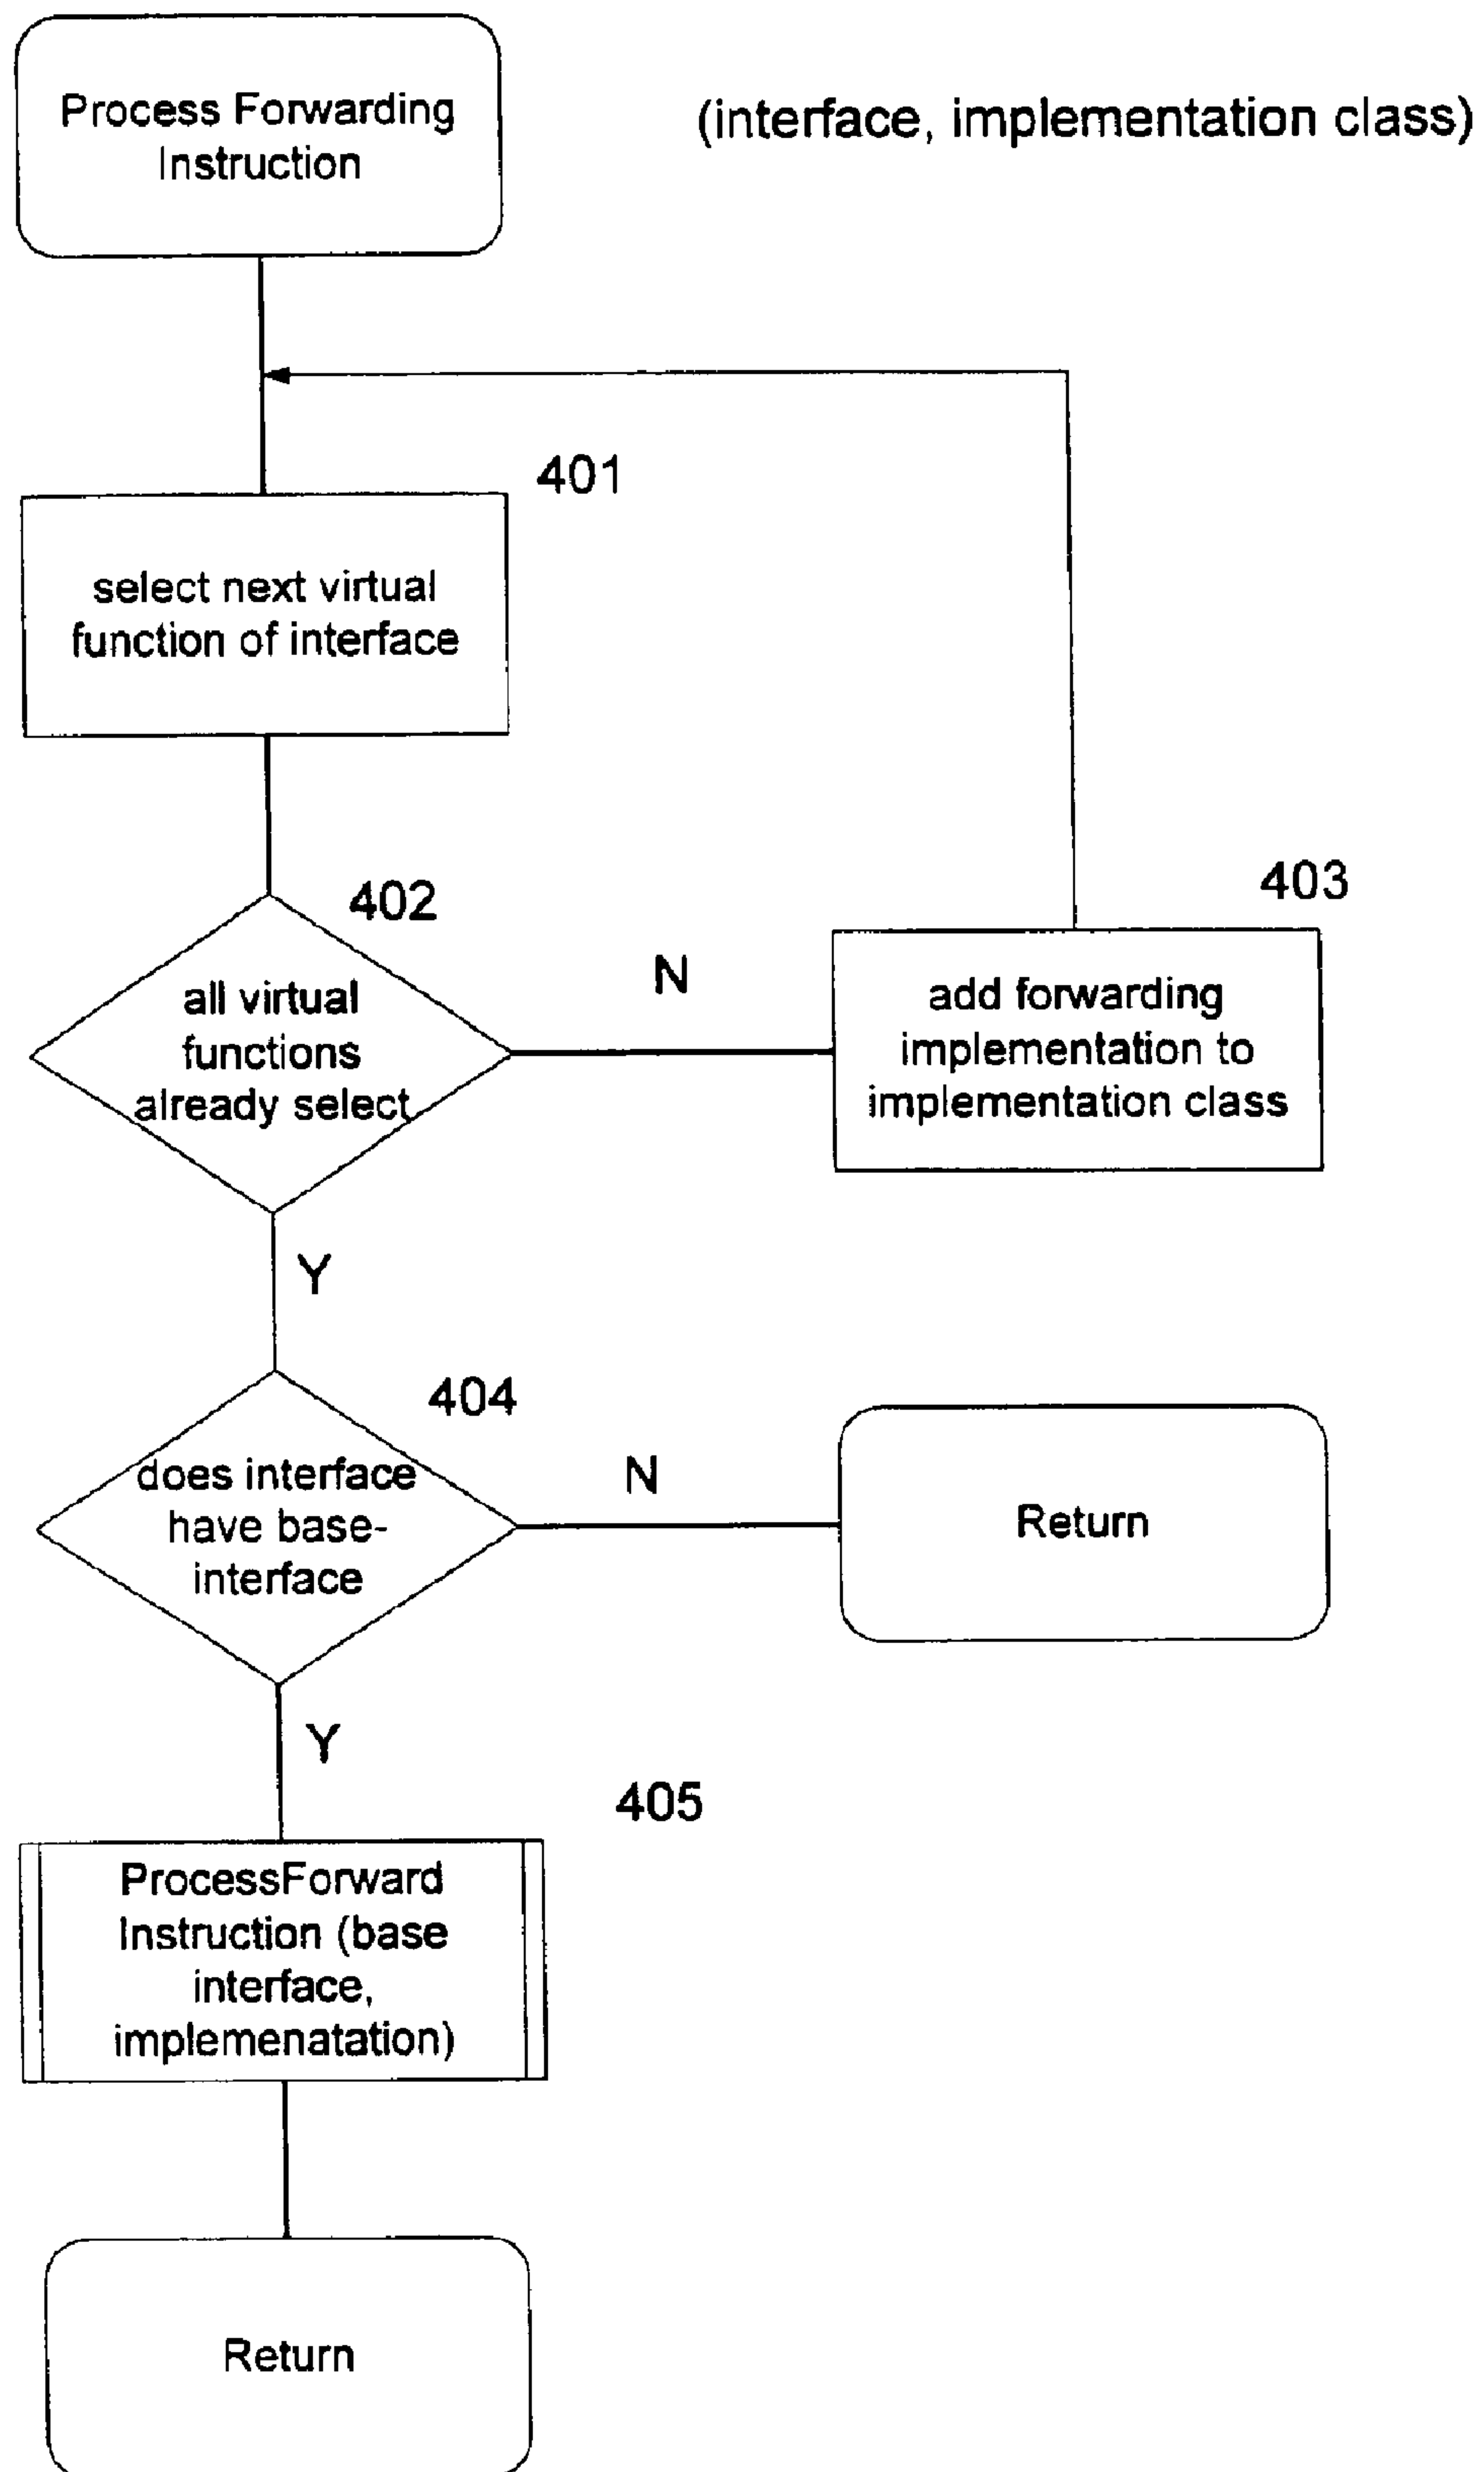 Process Forwarding
Instruction
(interface, implementation class)
401
select next virtual
function of interface
402
all virtual
functions
already select
N
403
add forwarding
implementation to
implementation class
Y
404
does interface
have base-
interface
N
Return
Y
405
ProcessForward
Instruction (base
interface,
implemenatation)
Return